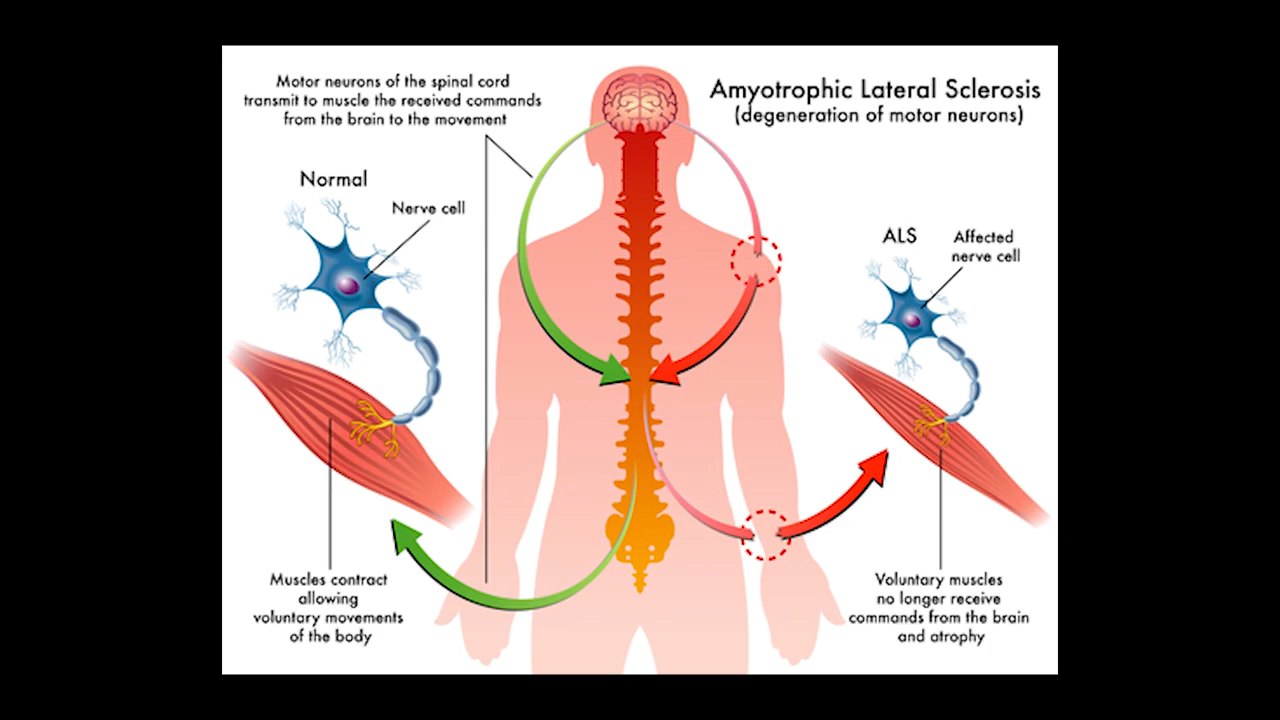 Motor neurons of the spinal cord
transmit to muscle the received commands
from the brain to the movement
Amyotrophic Lateral Sclerosis
(degeneration of motor neurons)
Normal
Nerve cell
ALS
Affected
nerve cell
Muscles contract
allowing
voluntary movements
of the body
Voluntary muscles
no longer receive
commands from the brain
and atrophy